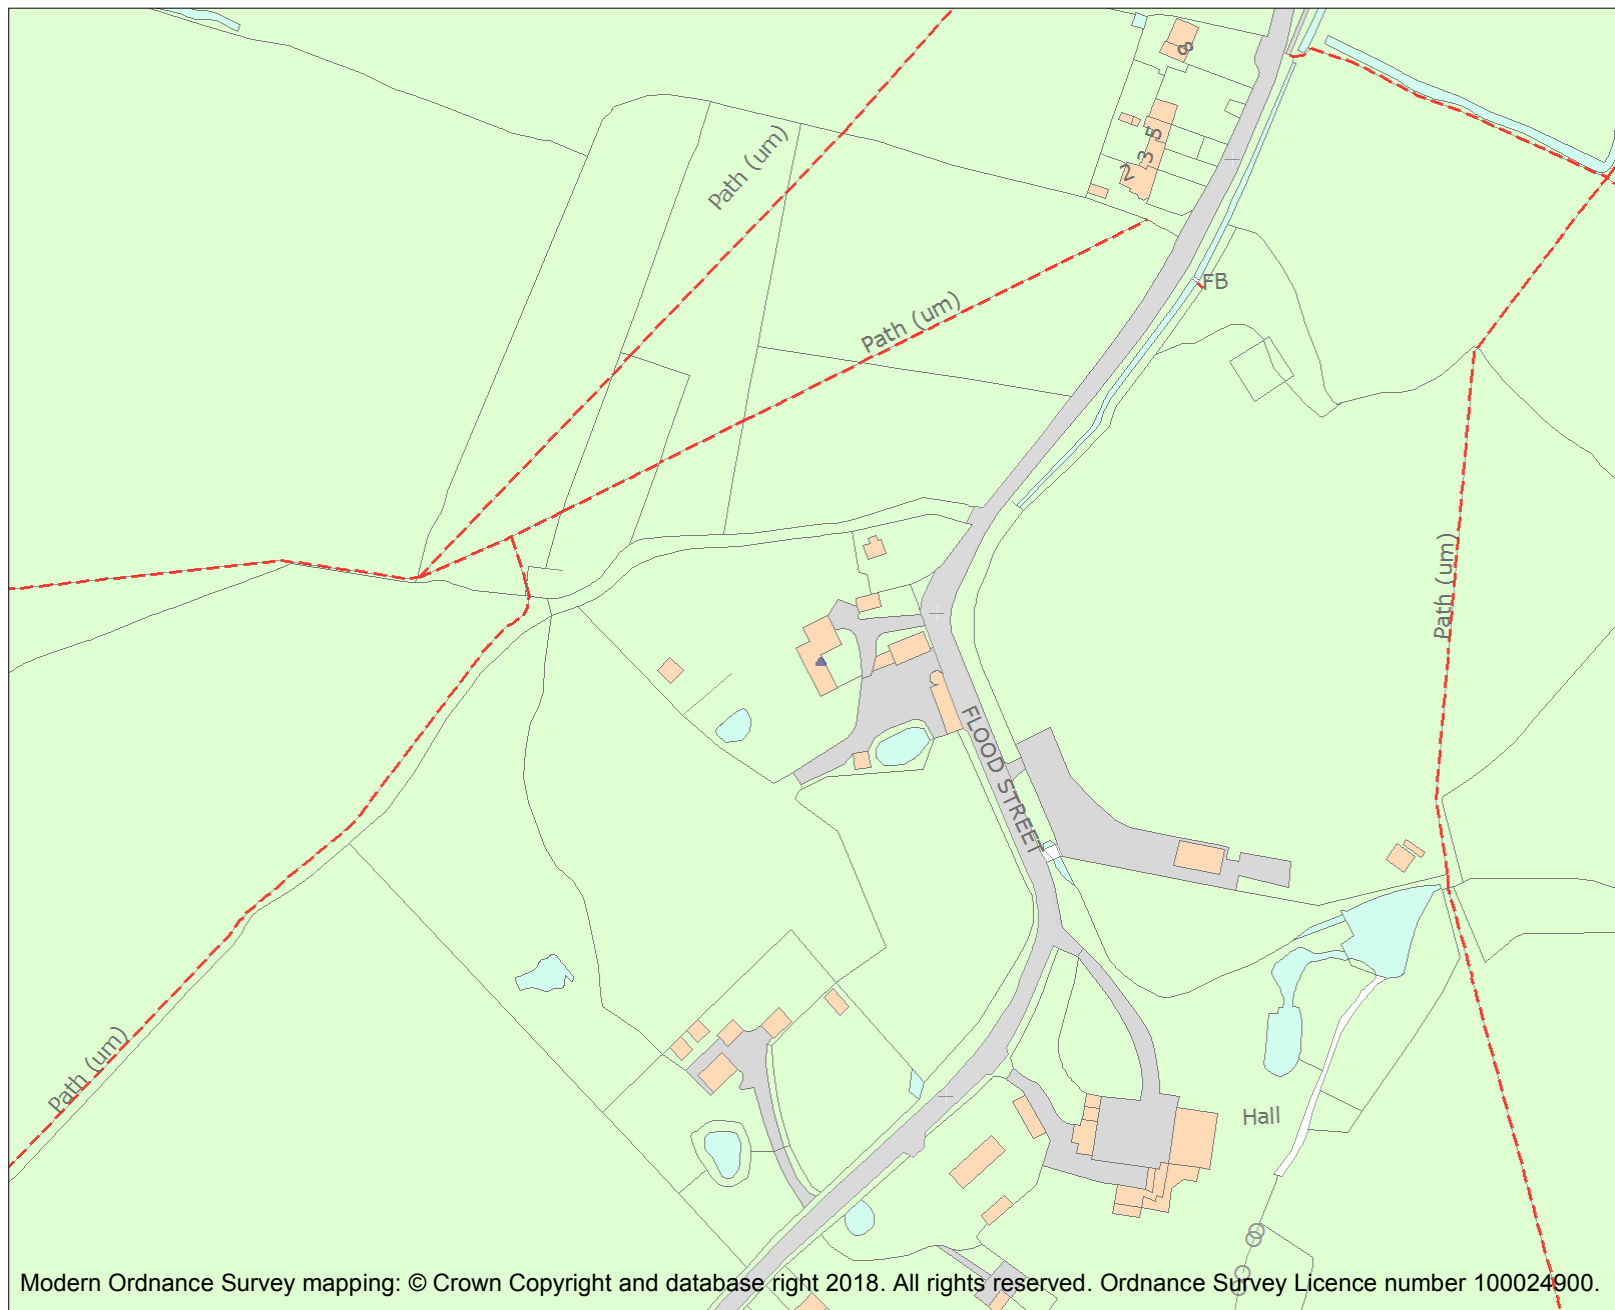 8
5
3
2
Path (um)
FB
Path (um)
Path (um)
FLOOD STREET
Path (um)
Hall
Modern Ordnance Survey mapping: © Crown Copyright and database right 2018. All rights reserved. Ordnance Survey Licence number 100024900.